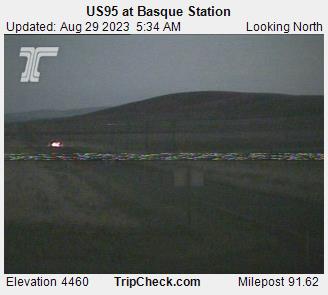 US95 at Basque Station
Updated: Aug 29 2023 5:34 AM Looking North
Elevation 4460 TripCheck.com Milepost 91.62